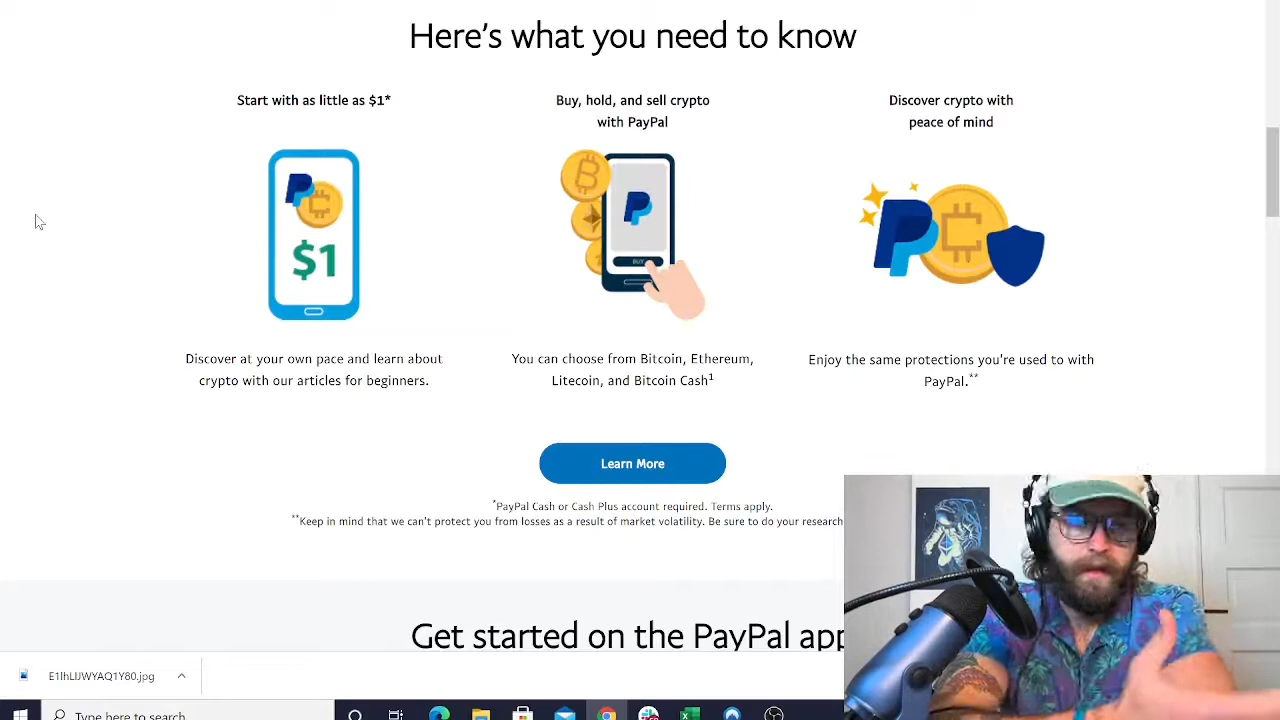 Here's what you need to know
Start with as little as $1*
Buy, hold, and sell crypto
with PayPal
Discover crypto with
peace of mind
$1
BUY
Discover at your own pace and learn about
crypto with our articles for beginners.
You can choose from Bitcoin, Ethereum,
Litecoin, and Bitcoin Cash¹
Enjoy the same protections you're used to with
PayPal.**
Learn More
*PayPal Cash or Cash Plus account required. Terms apply.
**Keep in mind that we can't protect you from losses as a result of market volatility. Be sure to do your research
Get started on the PayPal app
Type here to search